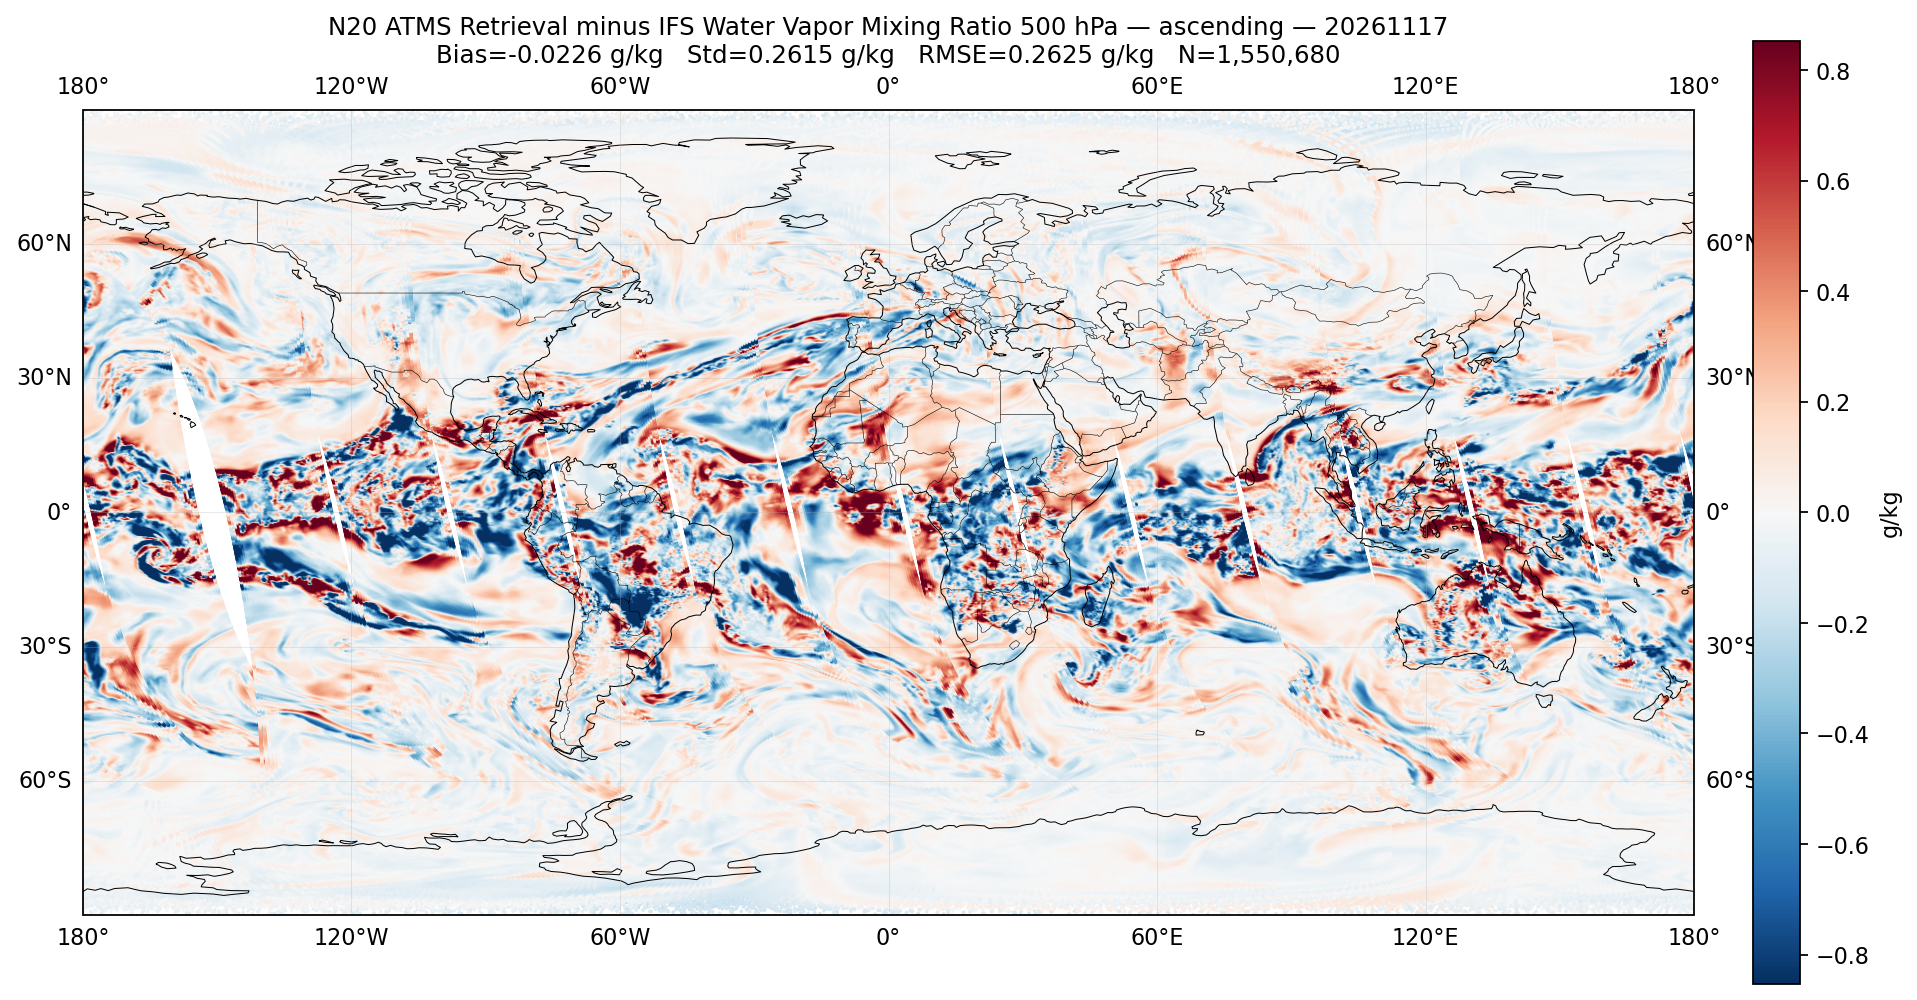 N20 ATMS Retrieval minus IFS Water Vapor Mixing Ratio 500 hPa — ascending — 20261117
Bias=-0.0226 g/kg   Std=0.2615 g/kg   RMSE=0.2625 g/kg   N=1,550,680
180° 120°W 60°W 0° 60°E 120°E 180°
60°N 60°N
30°N 30°N
0° 0°
30°S 30°S
60°S 60°S
180° 120°W 60°W 0° 60°E 120°E 180°
0.8
0.6
0.4
0.2
0.0
−0.2
−0.4
−0.6
−0.8
g/kg